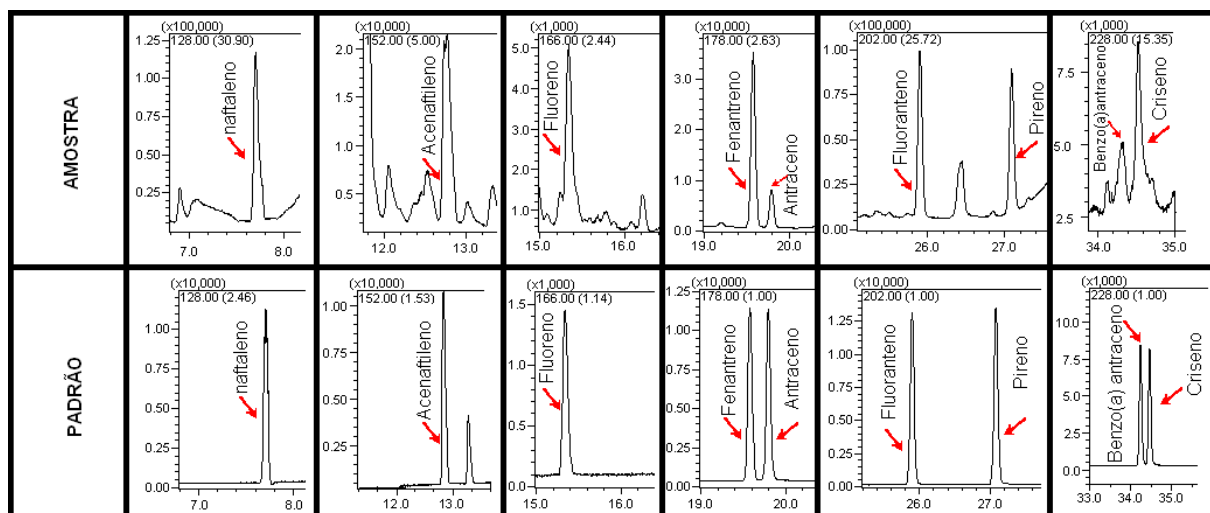 AMOSTRA
(x100,000)
128.00 (30.90)
1.25
1.00
0.75
0.50
0.25
7.0
8.0
naftaleno
(x10,000)
152.00 (5.00)
2.0
1.5
1.0
0.5
12.0
13.0
Acenaftileno
(x1,000)
166.00 (2.44)
5.0
4.0
3.0
2.0
1.0
15.0
16.0
Fluoreno
(x10,000)
178.00 (2.63)
3.0
2.0
1.0
0.0
19.0
20.0
Fenantreno
Antraceno
(x100,000)
202.00 (25.72)
1.00
0.75
0.50
0.25
0.00
26.0
27.0
Fluoranteno
Pireno
(x1,000)
228.00 (15.35)
7.5
5.0
2.5
34.0
35.0
Benzo(a)antraceno
Criseno
PADRÃO
(x10,000)
128.00 (2.46)
1.00
0.75
0.50
0.25
0.00
7.0
8.0
naftaleno
(x10,000)
152.00 (1.53)
1.00
0.75
0.50
0.25
12.0
13.0
Acenaftileno
(x1,000)
166.00 (1.14)
1.5
1.0
0.5
0.0
15.0
16.0
Fluoreno
(x10,000)
178.00 (1.00)
1.25
1.00
0.75
0.50
0.25
0.00
19.0
20.0
Fenantreno
Antraceno
(x10,000)
202.00 (1.00)
1.25
1.00
0.75
0.50
0.25
0.00
26.0
27.0
Fluoranteno
Pireno
(x1,000)
228.00 (1.00)
10.0
7.5
5.0
2.5
0.0
33.0
34.0
35.0
Benzo(a) antraceno
Criseno